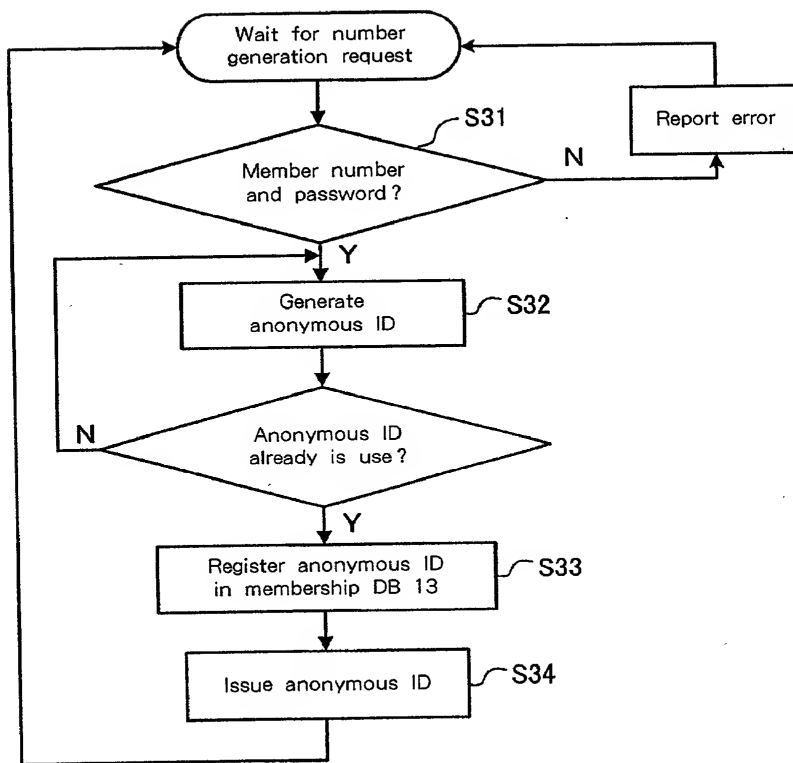 Wait for number
generation request
Report error
S31
Member number
and password?
N
Y
Generate
anonymous ID
S32
Anonymous ID
already is use?
N
Y
Register anonymous ID
in membership DB 13
S33
Issue anonymous ID
S34